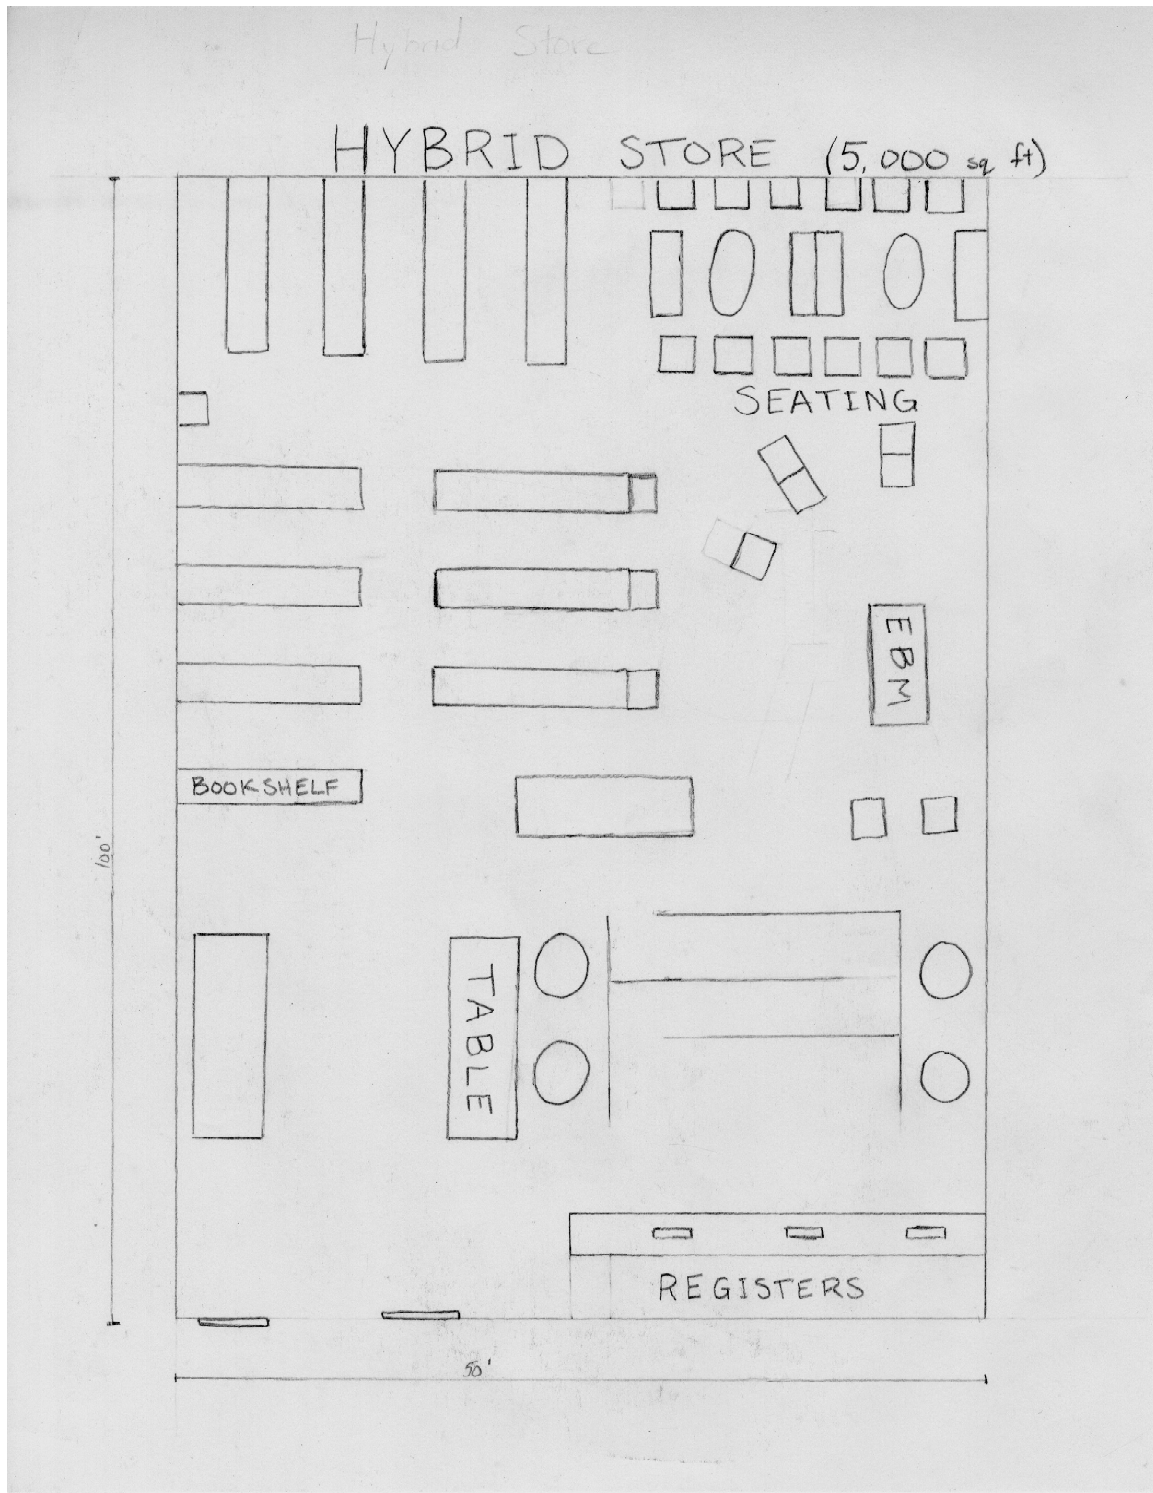 Hybrid Store
HYBRID STORE (5,000 sq ft)
SEATING
EBM
BOOKSHELF
100'
TABLE
REGISTERS
50'